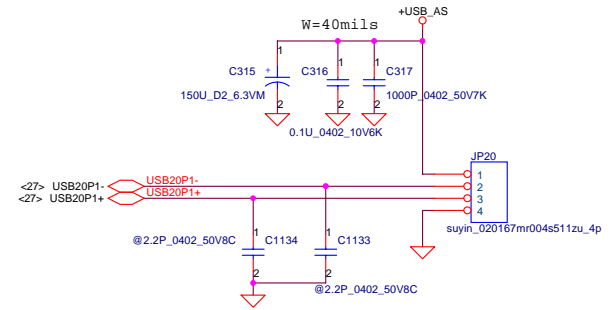 +USB_AS
W=40mils
1
1
1
C315
+
C316
C317
150U_D2_6.3VM
1000P_0402_50V7K
2
2
2
0.1U_0402_10V6K
JP20
1
<27> USB20P1-
USB20P1-
2
<27> USB20P1+
USB20P1+
3
4
suyin_020167mr004s511zu_4p
1
1
@2.2P_0402_50V8C
C1134
C1133
2
2
@2.2P_0402_50V8C